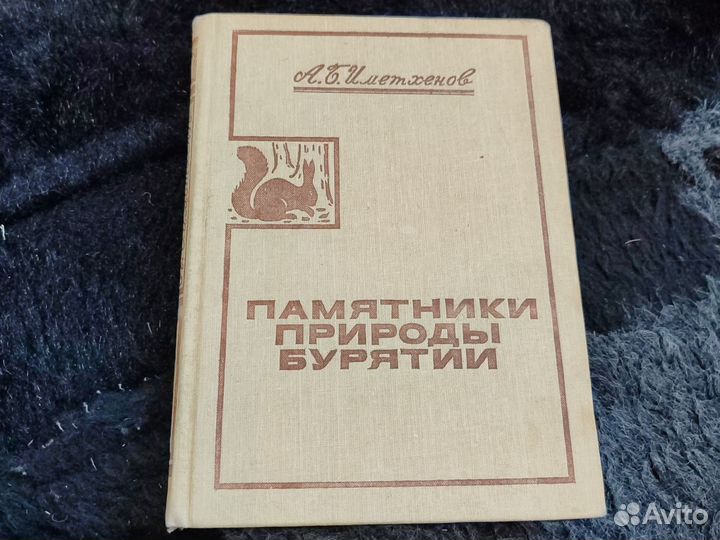 А.Б.Иметхенов
ПАМЯТНИКИ
ПРИРОДЫ
БУРЯТИИ
Avito